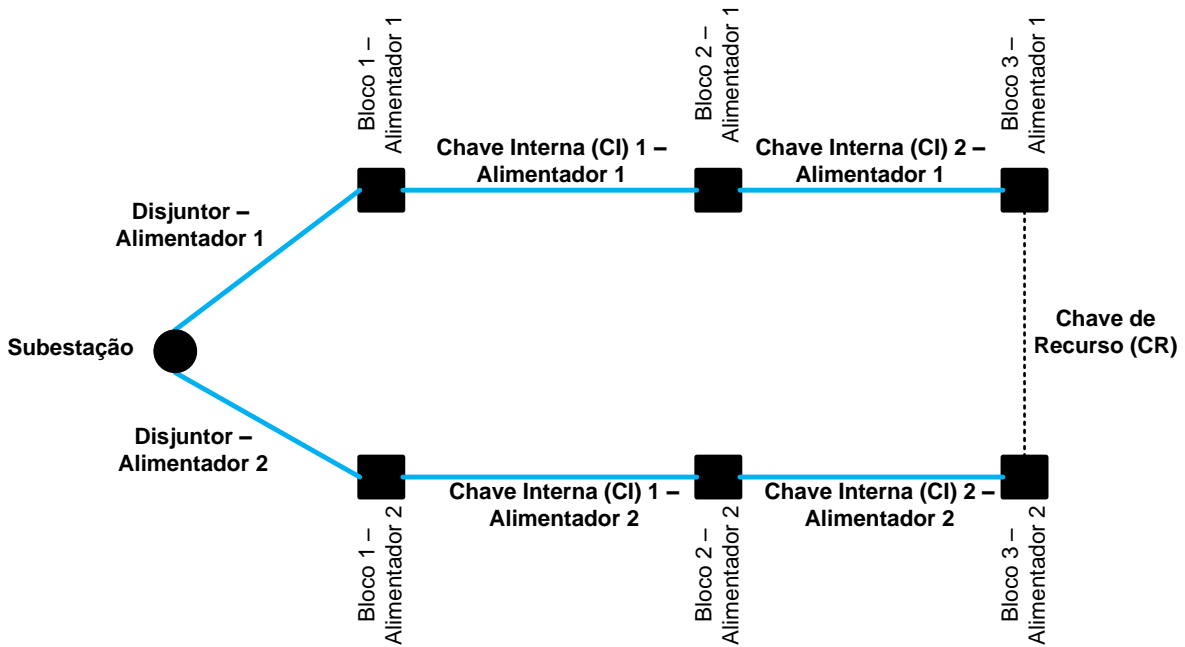 Bloco 1 –
Alimentador 1
Bloco 2 –
Alimentador 1
Bloco 3 –
Alimentador 1
Chave Interna (CI) 1 –
Alimentador 1
Chave Interna (CI) 2 –
Alimentador 1
Disjuntor –
Alimentador 1
Subestação
Chave de
Recurso (CR)
Disjuntor –
Alimentador 2
Chave Interna (CI) 1 –
Alimentador 2
Chave Interna (CI) 2 –
Alimentador 2
Bloco 1 –
Alimentador 2
Bloco 2 –
Alimentador 2
Bloco 3 –
Alimentador 2